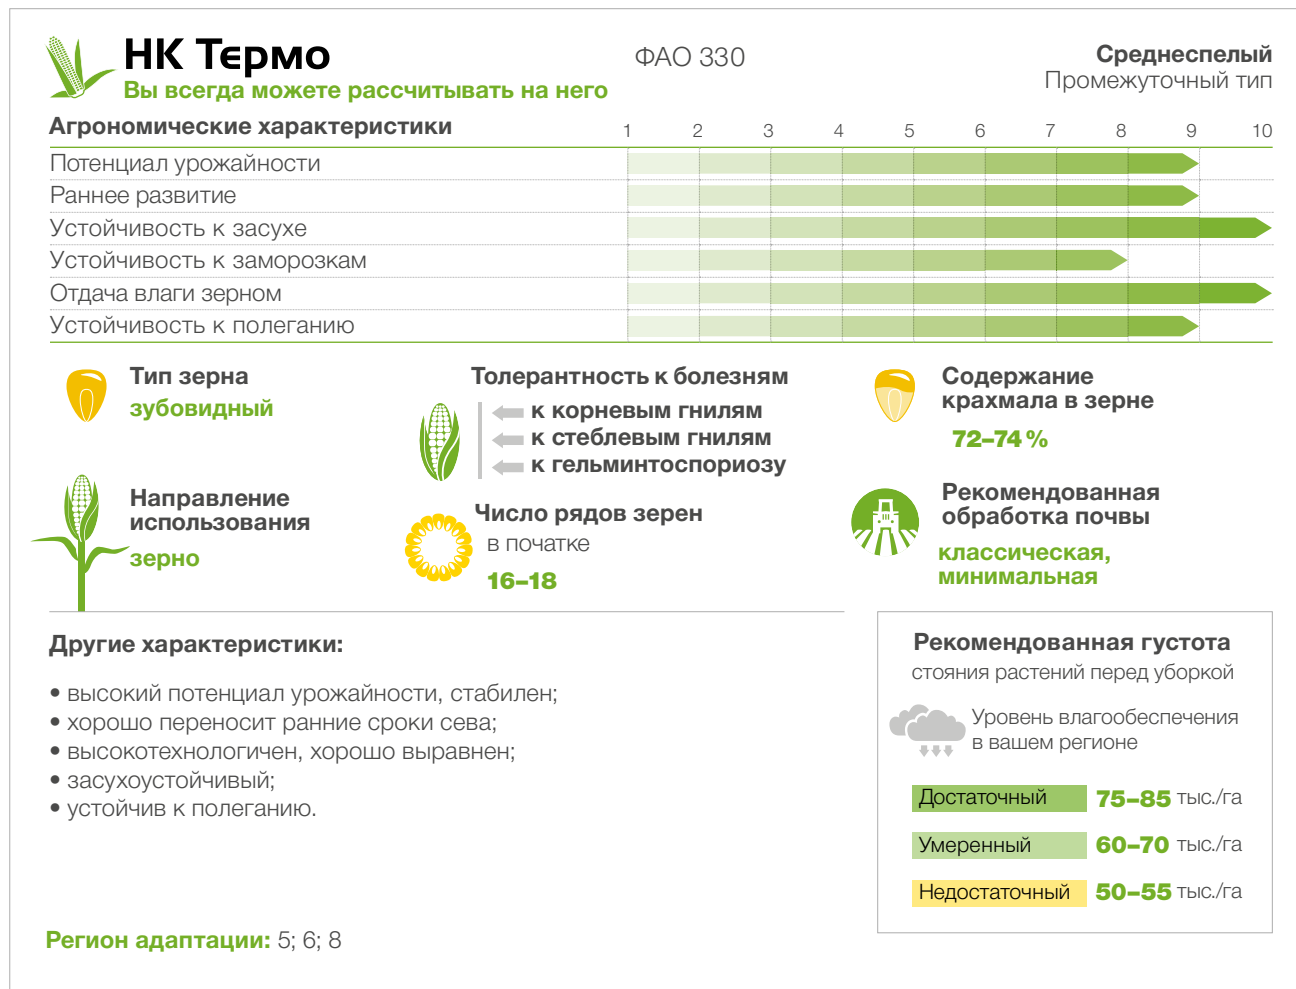 НК Термо
ФАО 330
Среднеспелый
Промежуточный тип
Вы всегда можете рассчитывать на него
Агрономические характеристики
1 2 3 4 5 6 7 8 9 10
Потенциал урожайности
Раннее развитие
Устойчивость к засухе
Устойчивость к заморозкам
Отдача влаги зерном
Устойчивость к полеганию
Тип зерна
зубовидный
Толерантность к болезням
к корневым гнилям
к стеблевым гнилям
к гельминтоспориозу
Содержание
крахмала в зерне
72–74 %
Направление
использования
зерно
Число рядов зерен
в початке
16–18
Рекомендованная
обработка почвы
классическая,
минимальная
Другие характеристики:
• высокий потенциал урожайности, стабилен;
• хорошо переносит ранние сроки сева;
• высокотехнологичен, хорошо выравнен;
• засухоустойчивый;
• устойчив к полеганию.
Регион адаптации: 5; 6; 8
Рекомендованная густота
стояния растений перед уборкой
Уровень влагообеспечения
в вашем регионе
Достаточный 75–85 тыс./га
Умеренный 60–70 тыс./га
Недостаточный 50–55 тыс./га